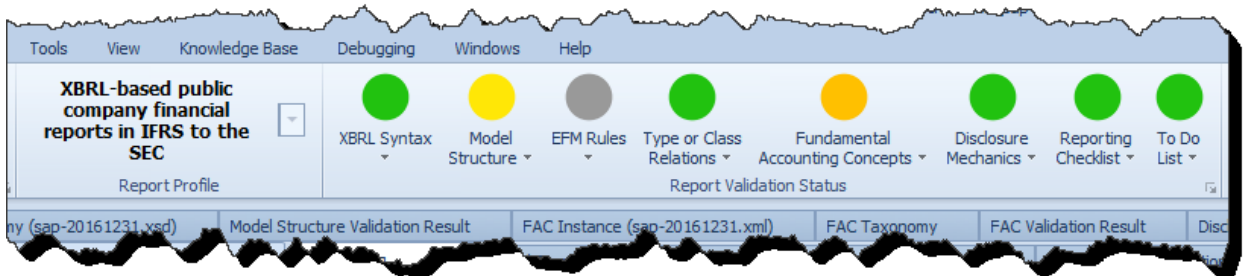 Tools View Knowledge Base Debugging Windows Help
XBRL-based public
company financial
reports in IFRS to the
SEC
Report Profile
XBRL Syntax
Model
Structure
EFM Rules
Type or Class
Relations
Fundamental
Accounting Concepts
Disclosure
Mechanics
Reporting
Checklist
To Do
List
Report Validation Status
(sap-20161231.xsd) Model Structure Validation Result FAC Instance (sap-20161231.xml) FAC Taxonomy FAC Validation Result